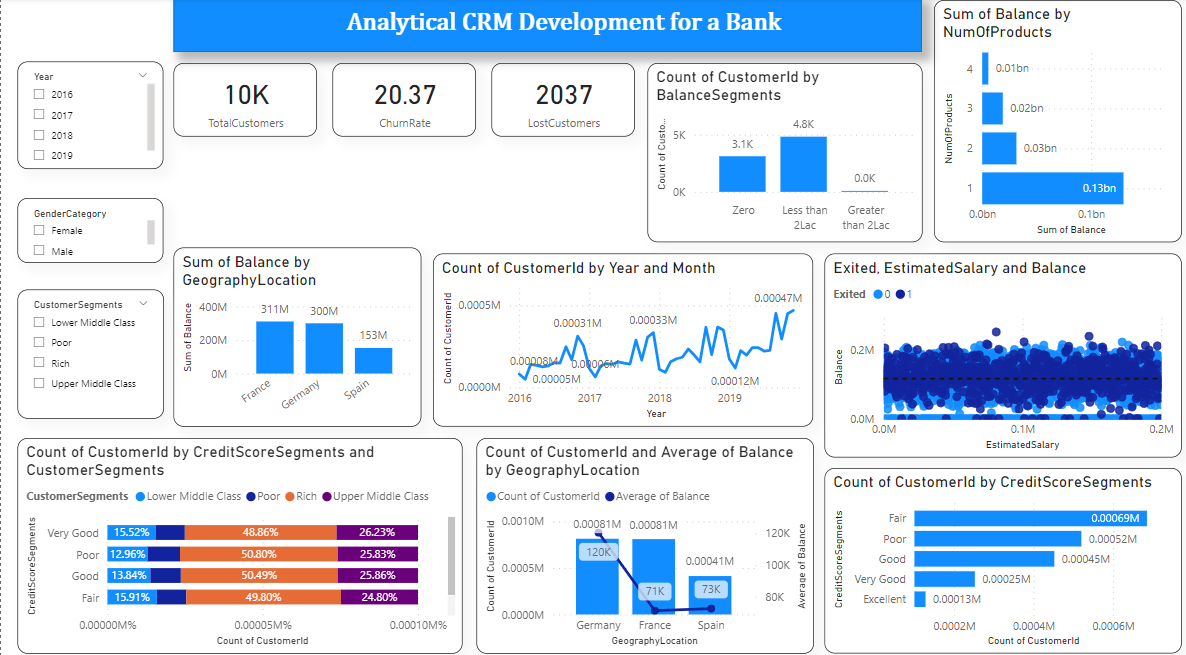 Analytical CRM Development for a Bank
Year
2016
2017
2018
2019
10K
TotalCustomers
20.37
ChurnRate
2037
LostCustomers
Count of CustomerId by
BalanceSegments
Count of Custo...
5K
0K
3.1K
4.8K
0.0K
Zero
Less than
2Lac
Greater
than 2Lac
Sum of Balance by
NumOfProducts
NumOfProducts
4
0.01bn
3
0.02bn
2
0.03bn
1
0.13bn
0.0bn
0.1bn
Sum of Balance
GenderCategory
Female
Male
CustomerSegments
Lower Middle Class
Poor
Rich
Upper Middle Class
Sum of Balance by
GeographyLocation
Sum of Balance
400M
200M
0M
311M
300M
153M
France
Germany
Spain
Count of CustomerId by Year and Month
Count of CustomerId
0.0005M
0.0000M
0.00008M
0.00005M
0.00031M
0.00006M
0.00033M
0.00012M
0.00047M
2016
2017
2018
2019
Year
Exited, EstimatedSalary and Balance
Exited 0 1
Balance
0.2M
0.0M
0.0M
0.1M
0.2M
EstimatedSalary
Count of CustomerId by CreditScoreSegments and
CustomerSegments
CustomerSegments Lower Middle Class Poor Rich Upper Middle Class
CreditScoreSegments
Very Good 15.52% 48.86% 26.23%
Poor 12.96% 50.80% 25.83%
Good 13.84% 50.49% 25.86%
Fair 15.91% 49.80% 24.80%
0.00000M% 0.00005M% 0.00010M%
Count of CustomerId
Count of CustomerId and Average of Balance
by GeographyLocation
Count of CustomerId Average of Balance
Count of CustomerId
0.0010M
0.0005M
0.0000M
0.00081M
0.00081M
0.00041M
120K
71K
73K
120K
100K
80K
Average of Balance
Germany
France
Spain
GeographyLocation
Count of CustomerId by CreditScoreSegments
CreditScoreSegments
Fair 0.00069M
Poor 0.00052M
Good 0.00045M
Very Good 0.00025M
Excellent 0.00013M
0.0002M 0.0004M 0.0006M
Count of CustomerId